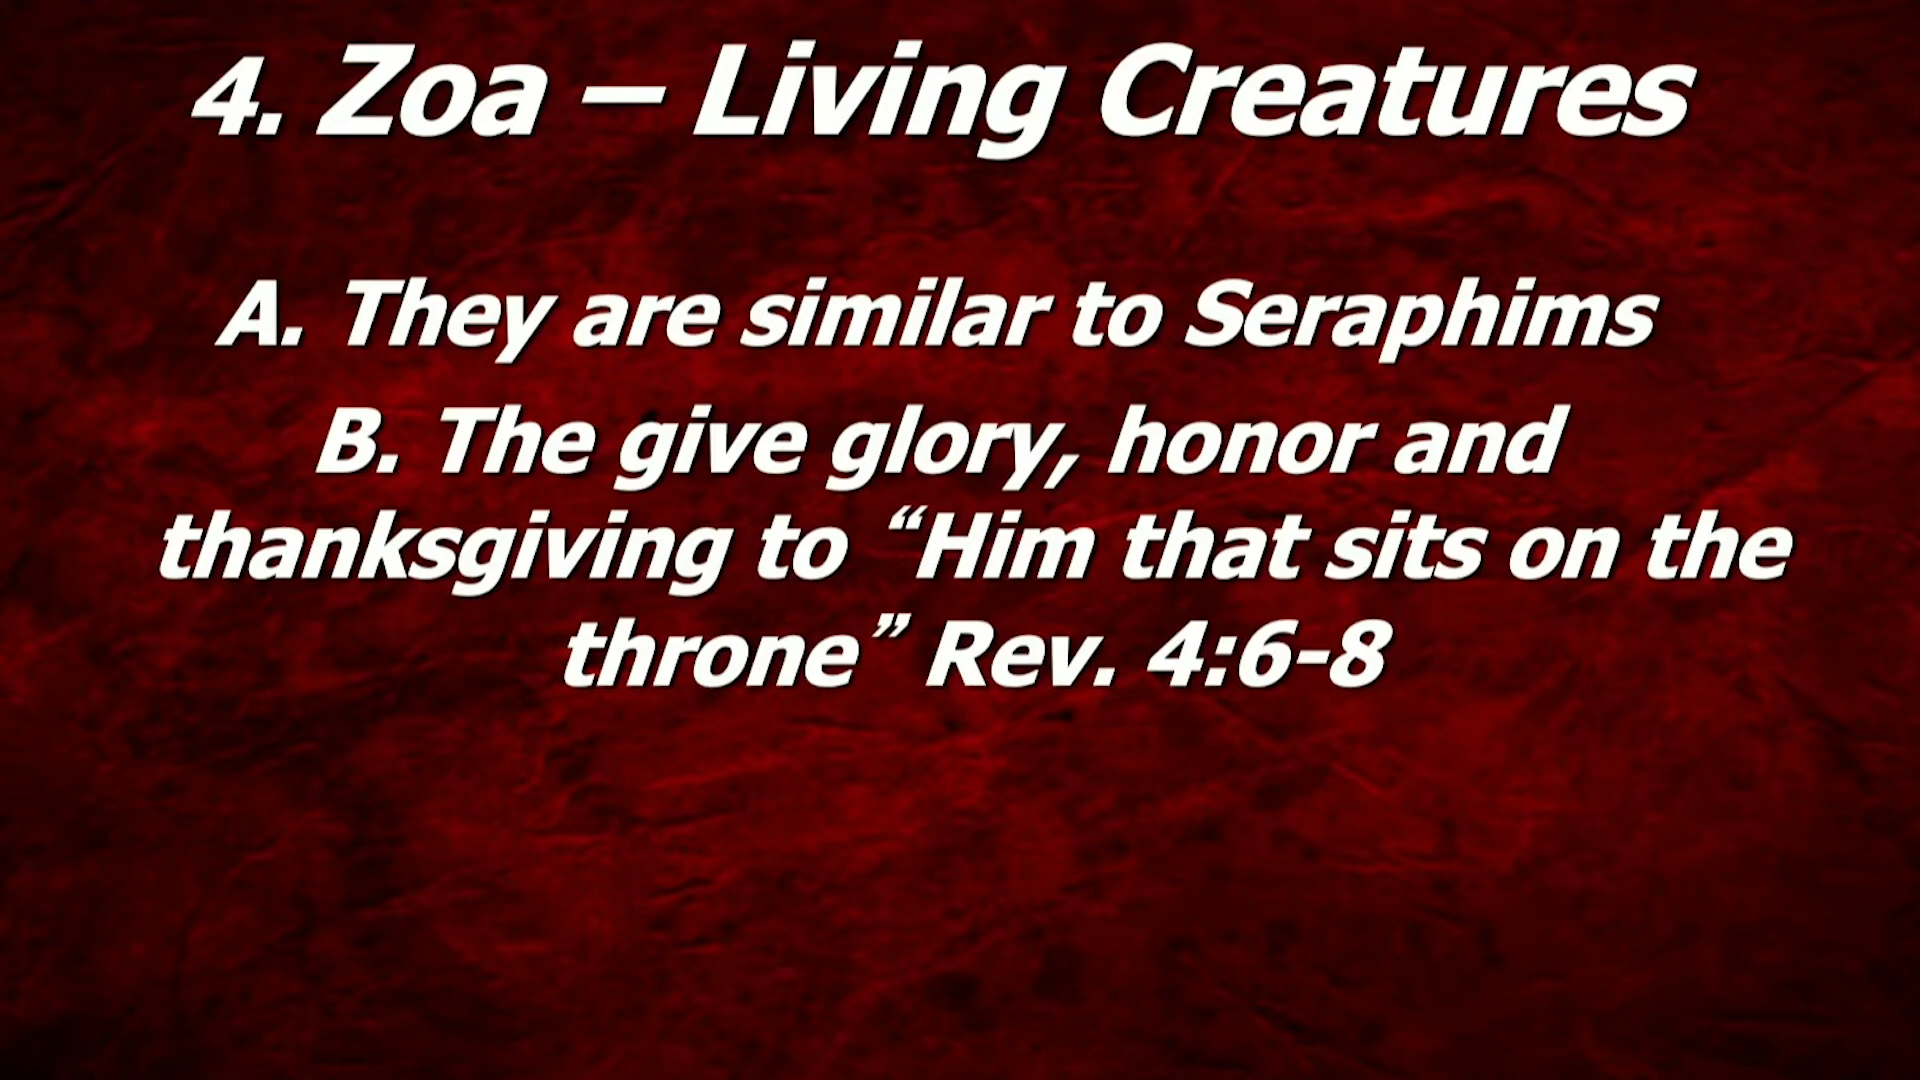 4. Zoa – Living Creatures
A. They are similar to Seraphims
B. The give glory, honor and
thanksgiving to “Him that sits on the
throne” Rev. 4:6-8